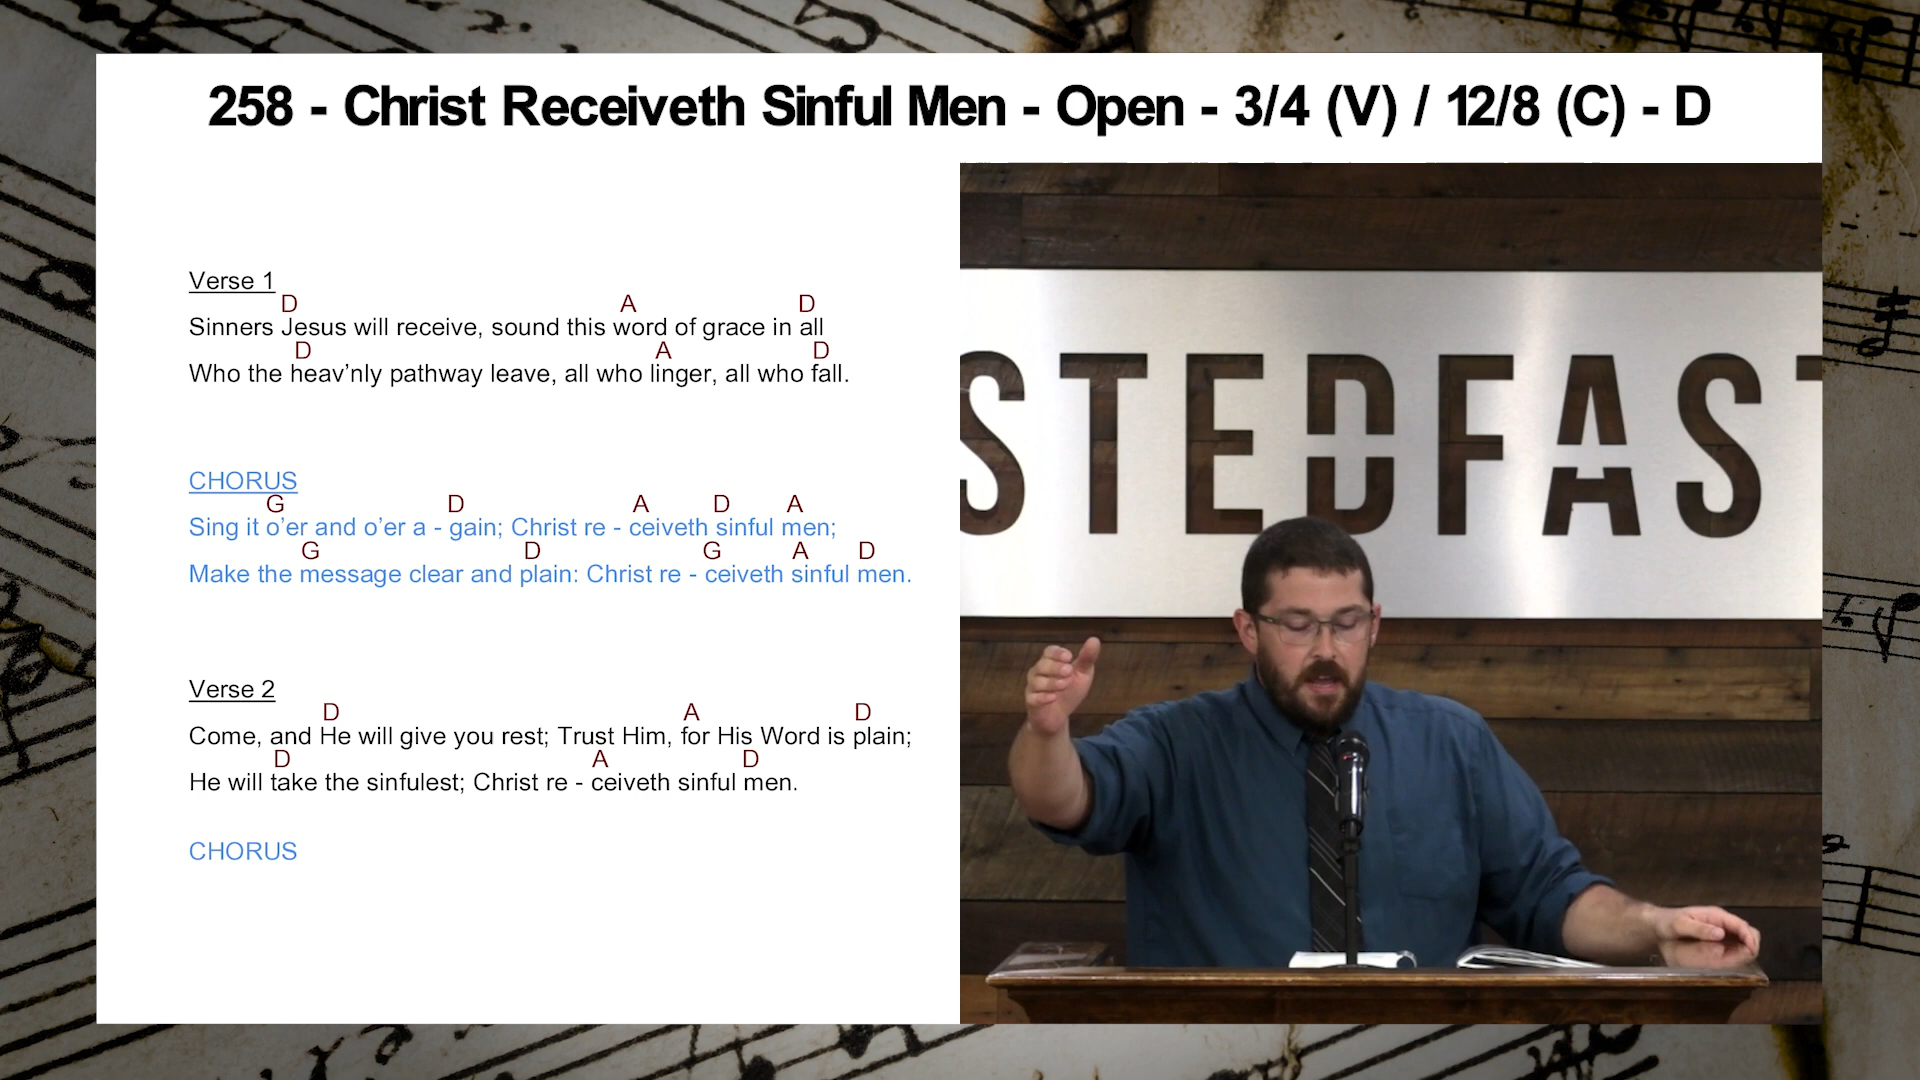 258 - Christ Receiveth Sinful Men - Open - 3/4 (V) / 12/8 (C) - D
Verse 1
D A D
Sinners Jesus will receive, sound this word of grace in all
D A D
Who the heav’nly pathway leave, all who linger, all who fall.
CHORUS
G D A D A
Sing it o’er and o’er a - gain; Christ re - ceiveth sinful men;
G D G A D
Make the message clear and plain: Christ re - ceiveth sinful men.
Verse 2
D A D
Come, and He will give you rest; Trust Him, for His Word is plain;
D A D
He will take the sinfulest; Christ re - ceiveth sinful men.
CHORUS
STEDFAST